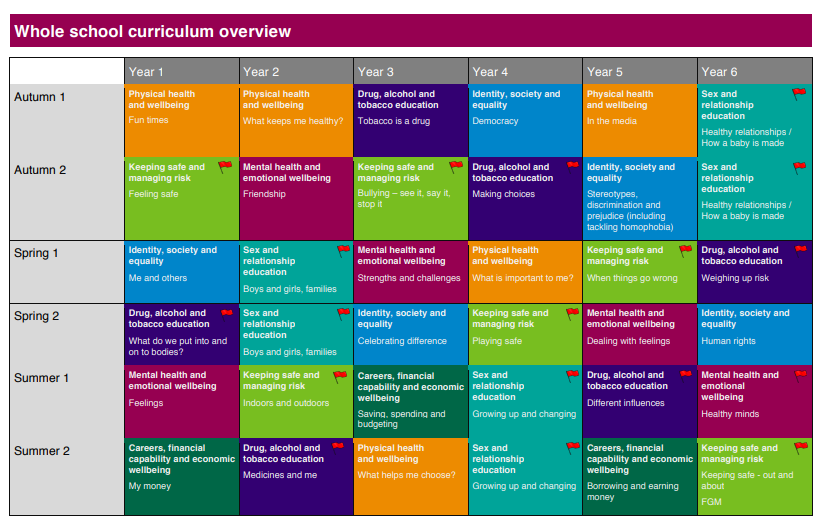 Whole school curriculum overview
Year 1
Year 2
Year 3
Year 4
Year 5
Year 6
Autumn 1
Physical health
and wellbeing
Fun times
Physical health
and wellbeing
What keeps me healthy?
Drug, alcohol and
tobacco education
Tobacco is a drug
Identity, society and
equality
Democracy
Physical health
and wellbeing
In the media
Sex and
relationship
education
Healthy relationships /
How a baby is made
Autumn 2
Keeping safe and
managing risk
Feeling safe
Mental health and
emotional wellbeing
Friendship
Keeping safe and
managing risk
Bullying – see it, say it,
stop it
Drug, alcohol and
tobacco education
Making choices
Identity, society and
equality
Stereotypes,
discrimination and
prejudice (including
tackling homophobia)
Sex and
relationship
education
Healthy relationships /
How a baby is made
Spring 1
Identity, society and
equality
Me and others
Sex and
relationship
education
Boys and girls, families
Mental health and
emotional wellbeing
Strengths and challenges
Physical health
and wellbeing
What is important to me?
Keeping safe and
managing risk
When things go wrong
Drug, alcohol and
tobacco education
Weighing up risk
Spring 2
Drug, alcohol and
tobacco education
What do we put into and
on to bodies?
Sex and
relationship
education
Boys and girls, families
Identity, society and
equality
Celebrating difference
Keeping safe and
managing risk
Playing safe
Mental health and
emotional wellbeing
Dealing with feelings
Identity, society and
equality
Human rights
Summer 1
Mental health and
emotional wellbeing
Feelings
Keeping safe and
managing risk
Indoors and outdoors
Careers, financial
capability and economic
wellbeing
Saving, spending and
budgeting
Sex and
relationship
education
Growing up and changing
Drug, alcohol and
tobacco education
Different influences
Mental health and
emotional
wellbeing
Healthy minds
Summer 2
Careers, financial
capability and economic
wellbeing
My money
Drug, alcohol and
tobacco education
Medicines and me
Physical health
and wellbeing
What helps me choose?
Sex and
relationship
education
Growing up and changing
Careers, financial
capability and economic
wellbeing
Borrowing and earning
money
Keeping safe and
managing risk
Keeping safe - out and
about
FGM